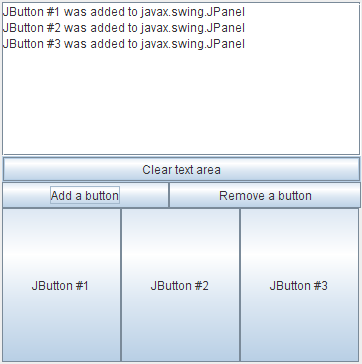 JButton #1 was added to javax.swing.JPanel
JButton #2 was added to javax.swing.JPanel
JButton #3 was added to javax.swing.JPanel
Clear text area
Add a button
Remove a button
JButton #1
JButton #2
JButton #3